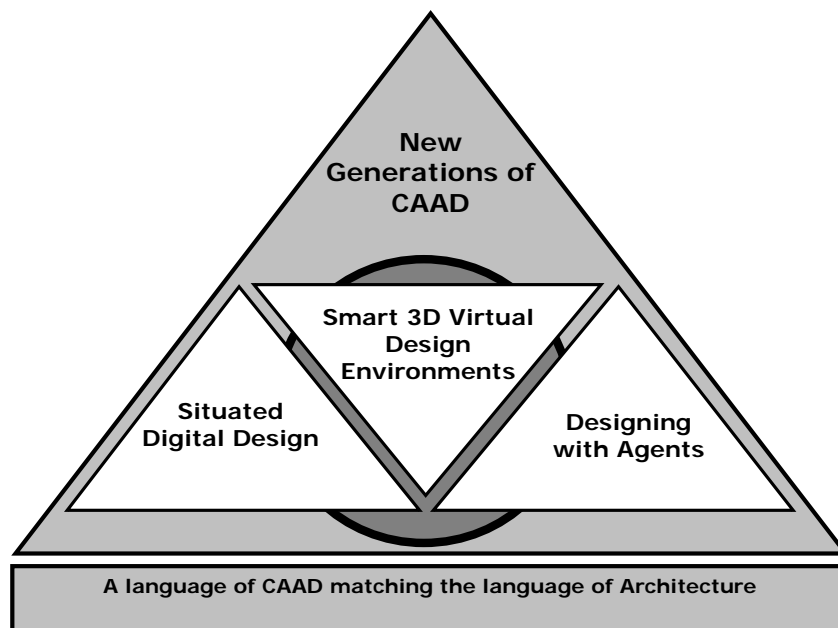 New
Generations of
CAAD
Smart 3D Virtual
Design
Environments
Situated
Digital Design
Designing
with Agents
A language of CAAD matching the language of Architecture